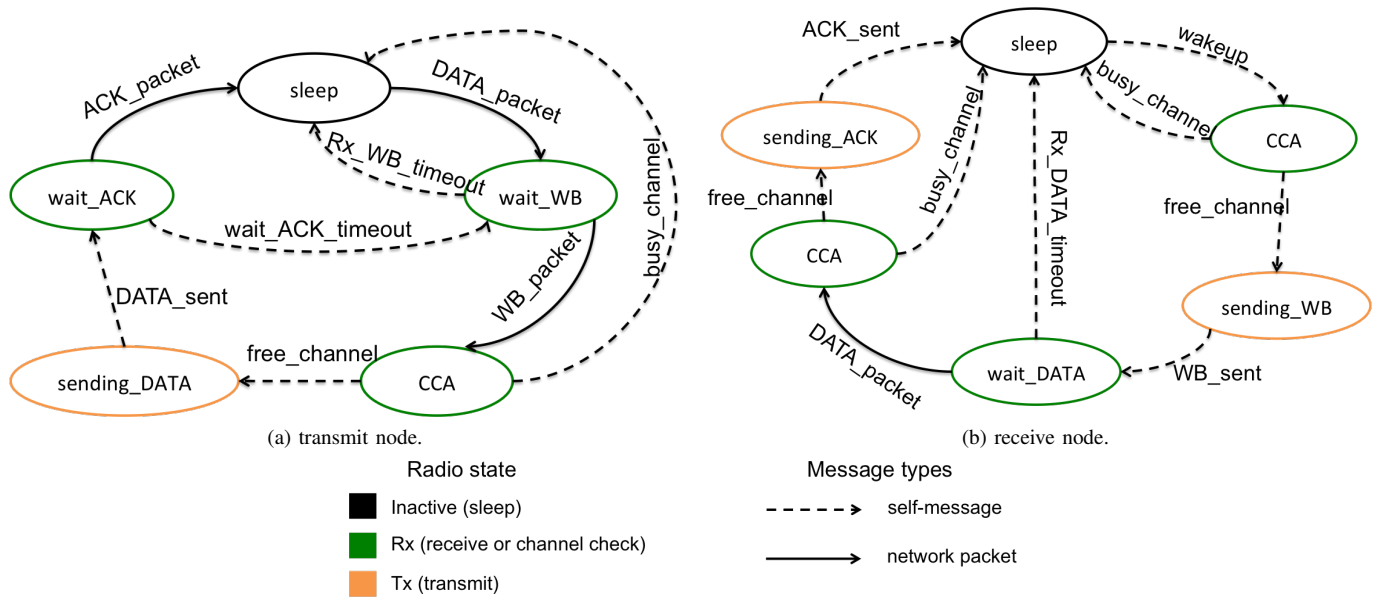 ACK_packet
sleep
DATA_packet
Rx_WB_timeout
wait_ACK
wait_WB
busy_channel
wait_ACK_timeout
WB_packet
DATA_sent
free_channel
sending_DATA
CCA
(a) transmit node.
ACK_sent
sleep
wakeup
busy_channel
sending_ACK
busy_channel
CCA
Rx_DATA_timeout
free_channel
free_channel
CCA
sending_WB
DATA_packet
wait_DATA
WB_sent
(b) receive node.
Radio state
Inactive (sleep)
Rx (receive or channel check)
Tx (transmit)
Message types
self-message
network packet